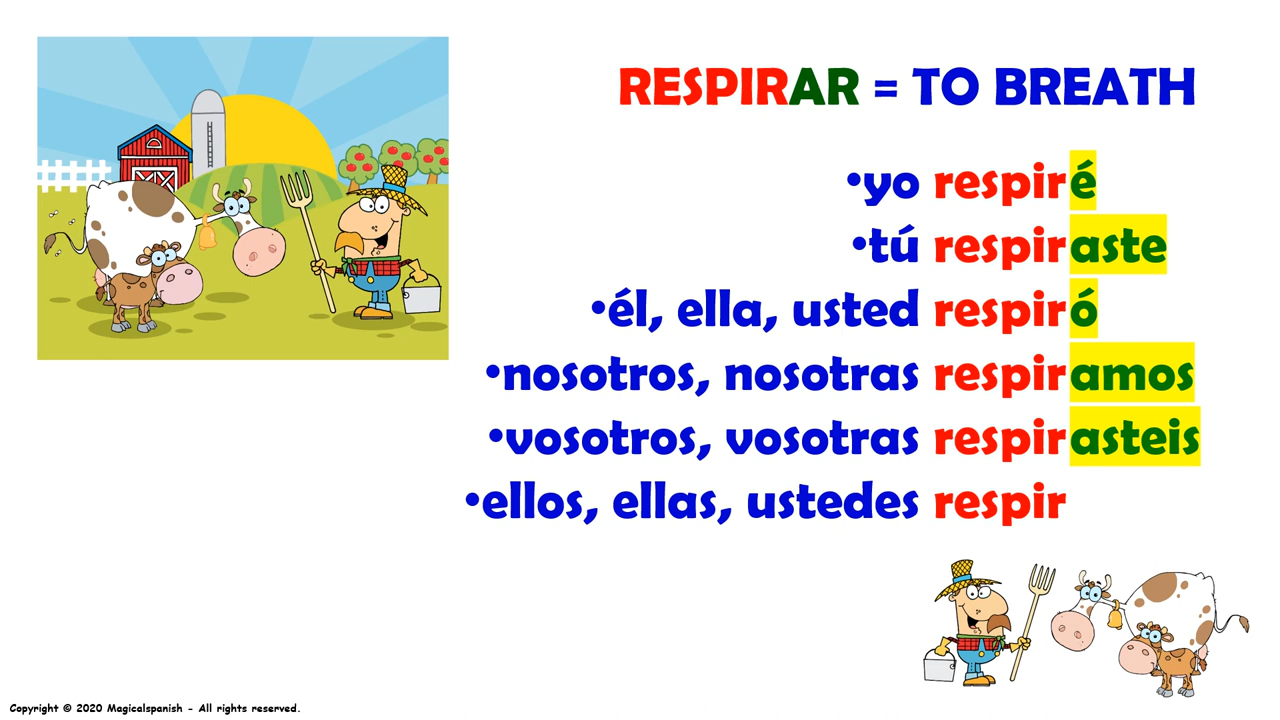 RESPIRAR = TO BREATH
•yo respiré
•tú respiraste
•él, ella, usted respiró
•nosotros, nosotras respiramos
•vosotros, vosotras respirasteis
•ellos, ellas, ustedes respir
Copyright © 2020 Magicalspanish - All rights reserved.